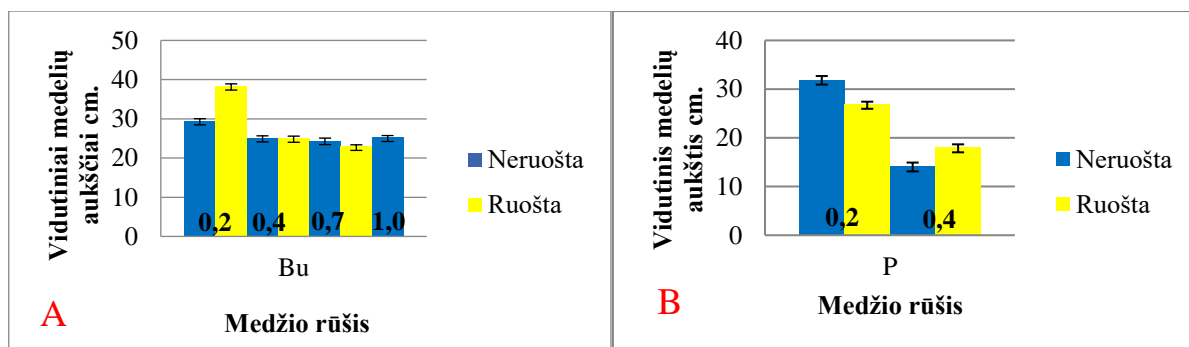 Vidutiniai medelių
aukščiai cm.
50
40
30
20
10
0
0,2
0,4
0,7
1,0
Bu
Medžio rūšis
Neruošta
Ruošta
A
Vidutinis medelių
aukštis cm.
40
30
20
10
0
0,2
0,4
P
Medžio rūšis
Neruošta
Ruošta
B